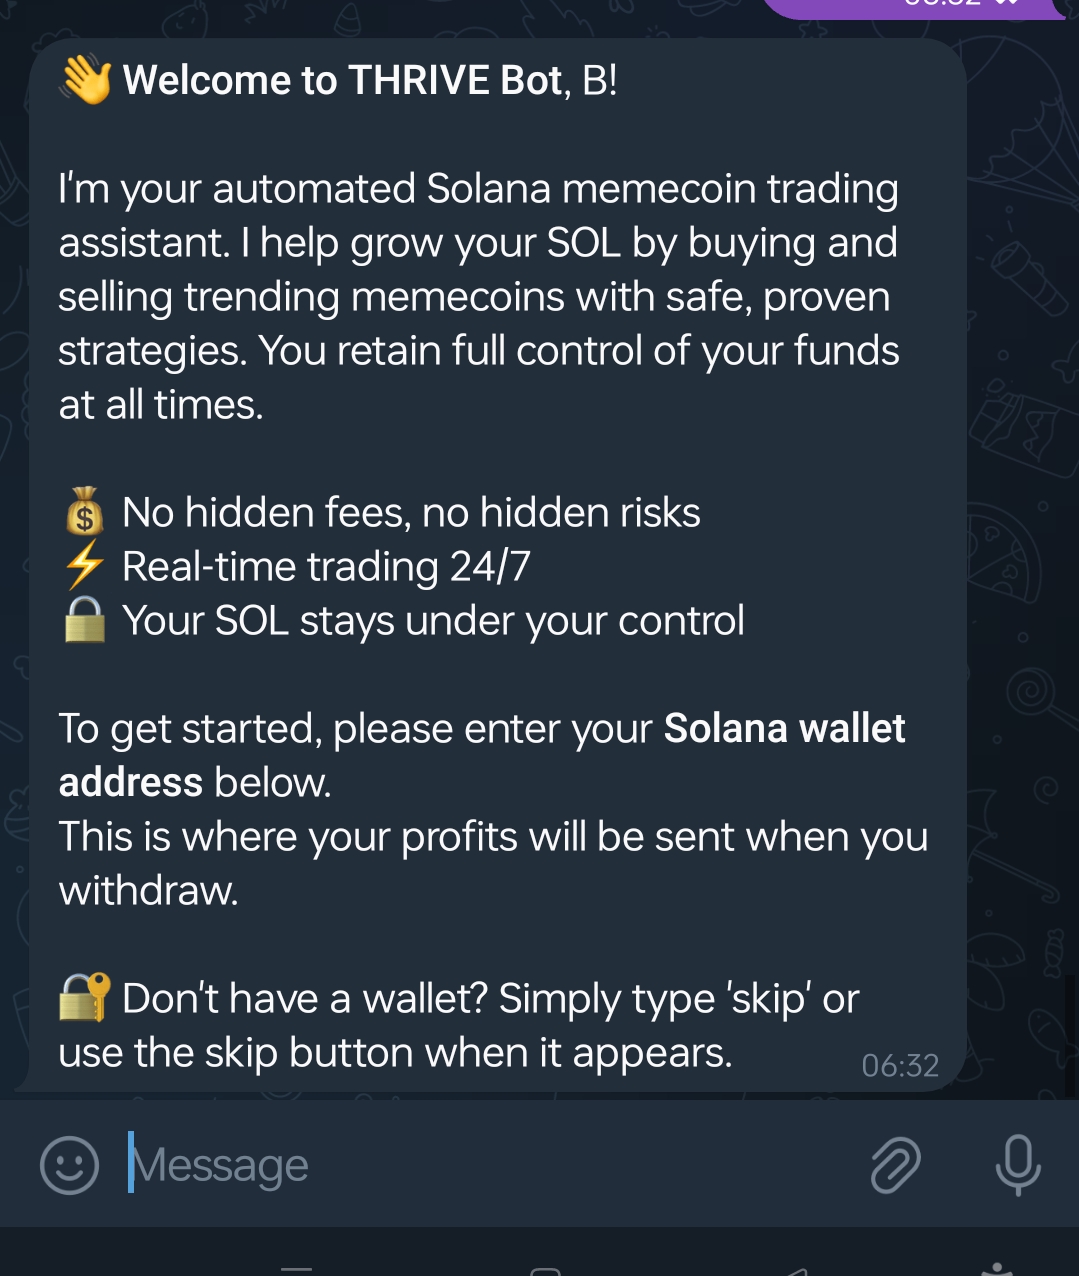 👋 Welcome to THRIVE Bot, B!
I'm your automated Solana memecoin trading
assistant. I help grow your SOL by buying and
selling trending memecoins with safe, proven
strategies. You retain full control of your funds
at all times.
💰 No hidden fees, no hidden risks
⚡ Real-time trading 24/7
🔒 Your SOL stays under your control
To get started, please enter your Solana wallet
address below.
This is where your profits will be sent when you
withdraw.
🔐 Don't have a wallet? Simply type 'skip' or
use the skip button when it appears.
06:32
Message